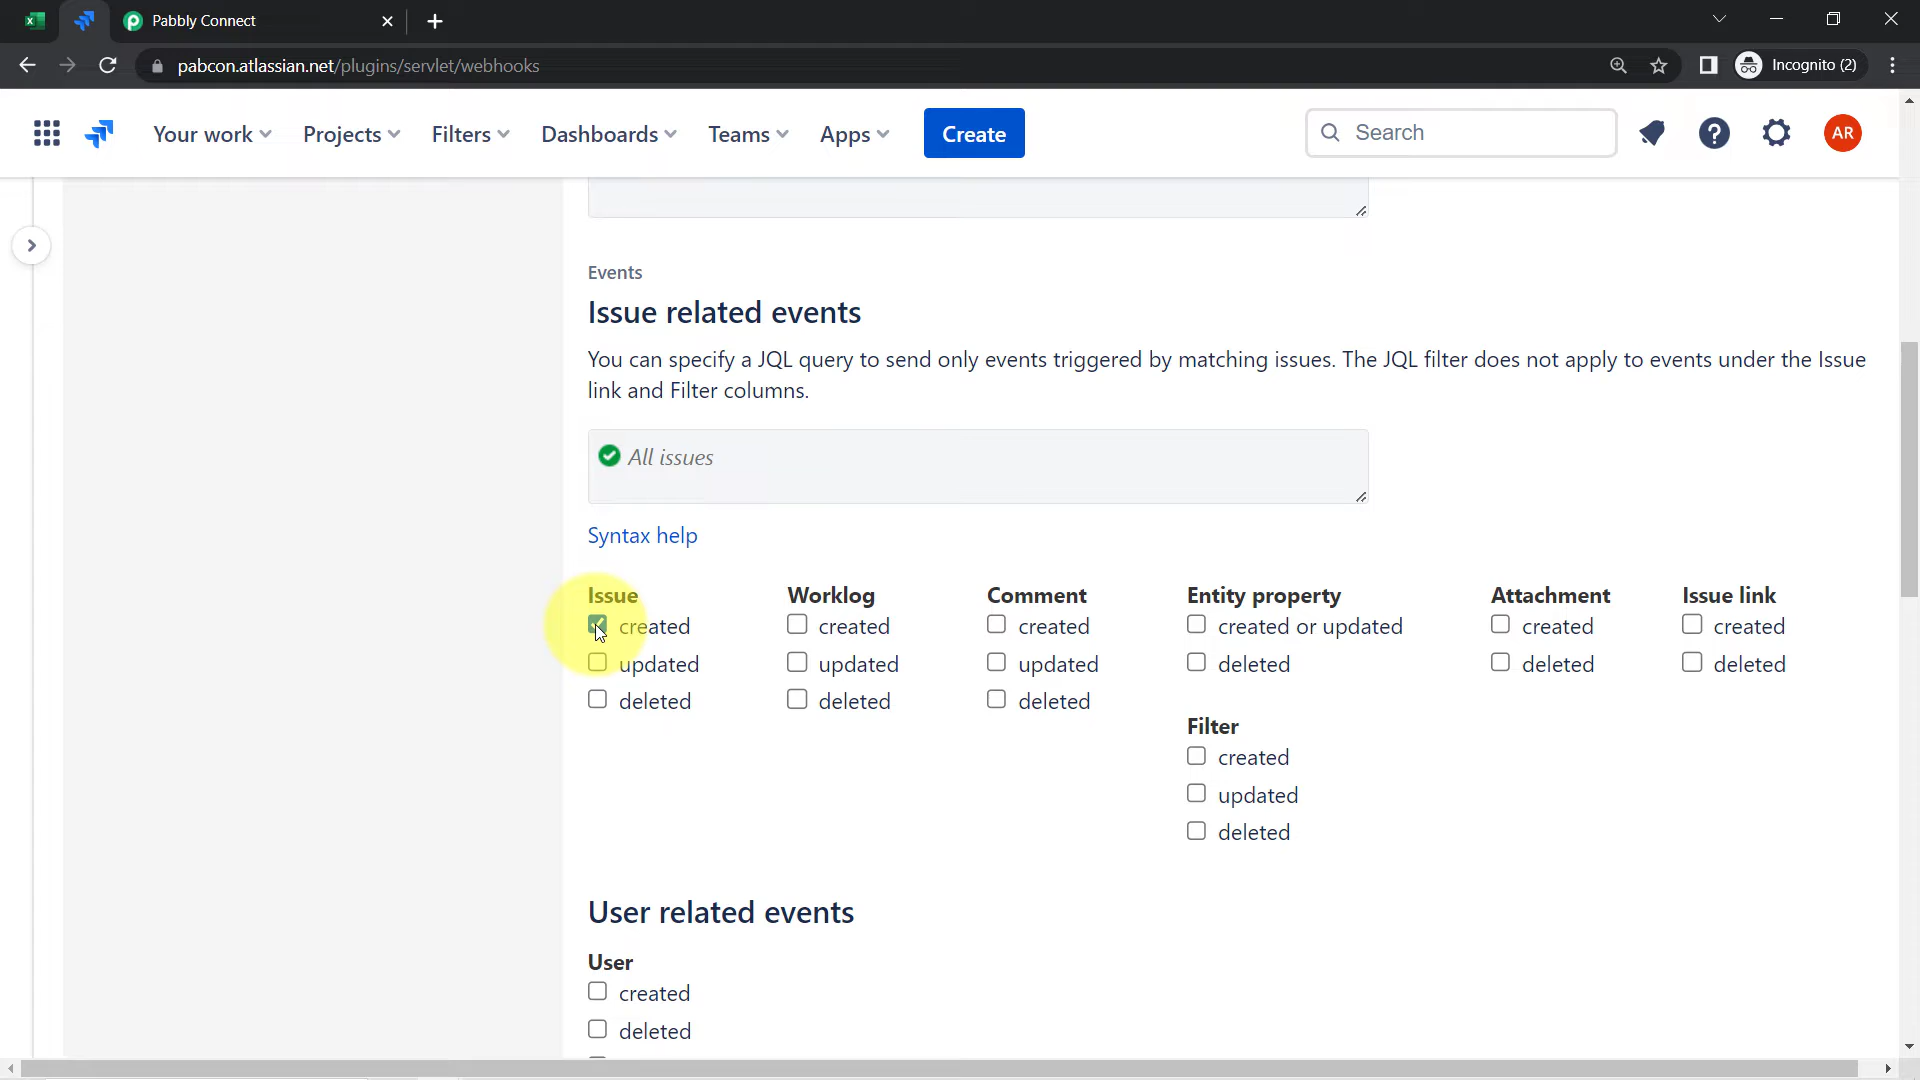 Pabbly Connect
pabcon.atlassian.net/plugins/servlet/webhooks
Incognito (2)
Your work Projects Filters Dashboards Teams Apps Create Search AR
Events
Issue related events
You can specify a JQL query to send only events triggered by matching issues. The JQL filter does not apply to events under the Issue
link and Filter columns.
All issues
Syntax help
Issue Worklog Comment Entity property Attachment Issue link
created created created created or updated created created
updated updated updated deleted deleted deleted
deleted deleted deleted
Filter
created
updated
deleted
User related events
User
created
deleted